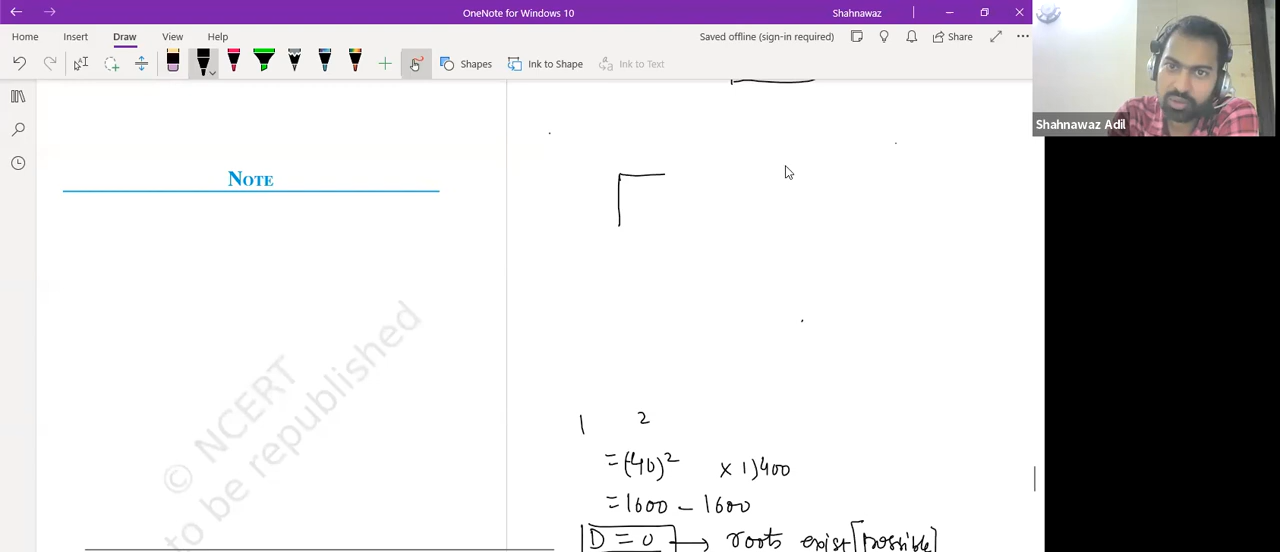 OneNote for Windows 10
Shahnawaz
Home Insert Draw View Help
Saved offline (sign-in required)
Share
Shapes
Ink to Shape
Ink to Text
Shahnawaz Adil
NOTE
© NCERT
to be republished
1 2
=(40)² × 1)400
=1600 - 1600
D = 0 → roots exist [possible]